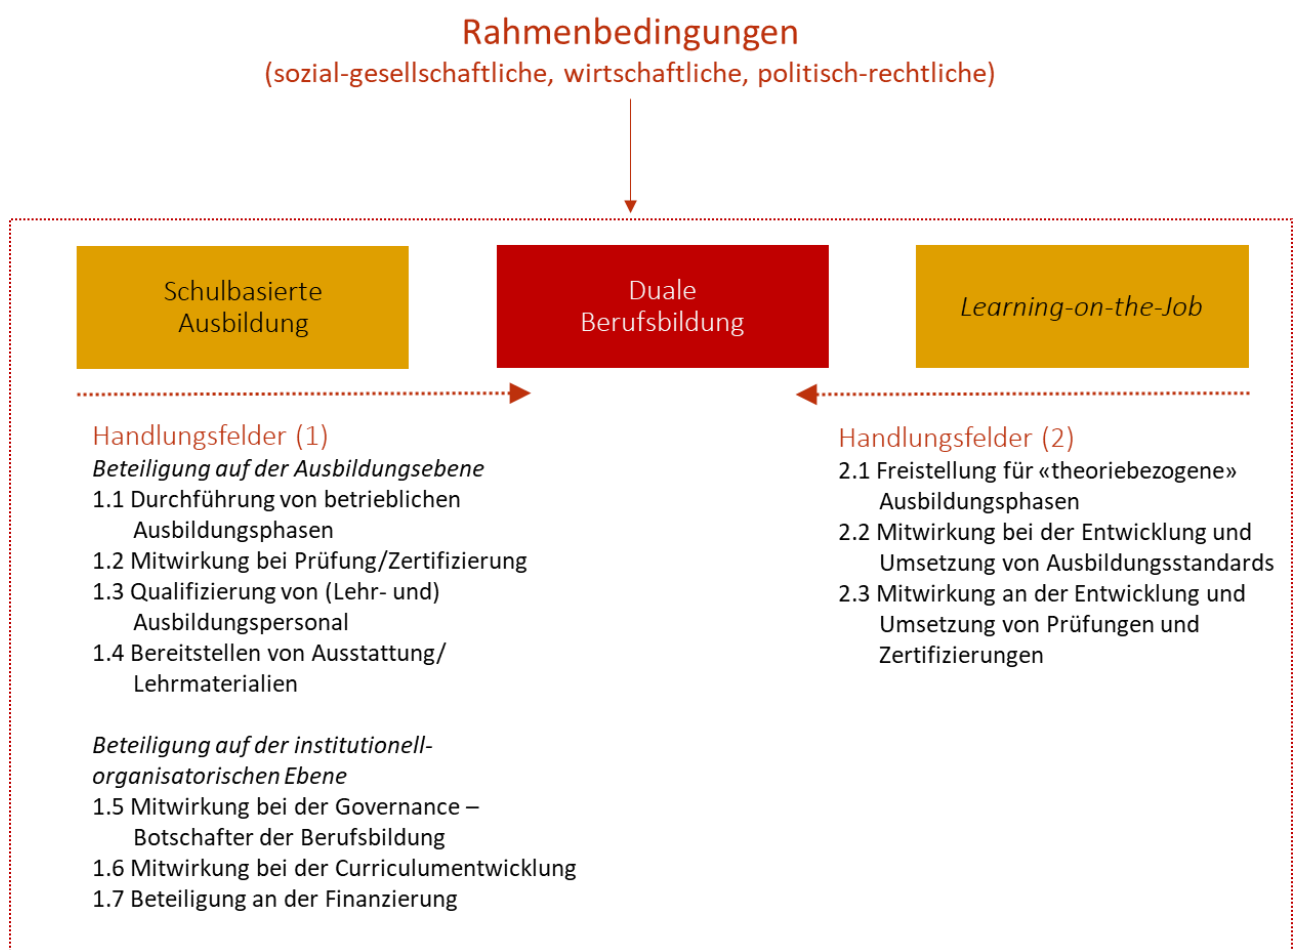 Rahmenbedingungen
(sozial-gesellschaftliche, wirtschaftliche, politisch-rechtliche)
Schulbasierte
Ausbildung
Duale
Berufsbildung
Learning-on-the-Job
Handlungsfelder (1)
Beteiligung auf der Ausbildungsebene
1.1 Durchführung von betrieblichen
Ausbildungsphasen
1.2 Mitwirkung bei Prüfung/Zertifizierung
1.3 Qualifizierung von (Lehr- und)
Ausbildungspersonal
1.4 Bereitstellen von Ausstattung/
Lehrmaterialien
Beteiligung auf der institutionell-
organisatorischen Ebene
1.5 Mitwirkung bei der Governance –
Botschafter der Berufsbildung
1.6 Mitwirkung bei der Curriculumentwicklung
1.7 Beteiligung an der Finanzierung
Handlungsfelder (2)
2.1 Freistellung für «theoriebezogene»
Ausbildungsphasen
2.2 Mitwirkung bei der Entwicklung und
Umsetzung von Ausbildungsstandards
2.3 Mitwirkung an der Entwicklung und
Umsetzung von Prüfungen und
Zertifizierungen